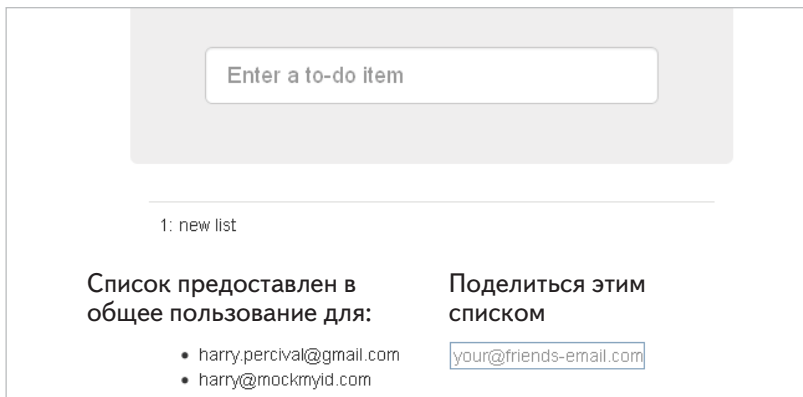 Enter a to-do item
1: new list
Список предоставлен в
общее пользование для:
• harry.percival@gmail.com
• harry@mockmyid.com
Поделиться этим
списком
your@friends-email.com